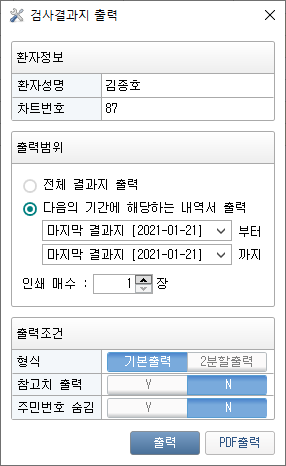 검사결과지 출력
환자정보
환자성명 김종호
차트번호 87
출력범위
전체 결과지 출력
다음의 기간에 해당하는 내역서 출력
마지막 결과지 [2021-01-21] 부터
마지막 결과지 [2021-01-21] 까지
인쇄 매수 : 1 장
출력조건
형식 기본출력 2분할출력
참고치 출력 Y N
주민번호 숨김 Y N
출력 PDF출력